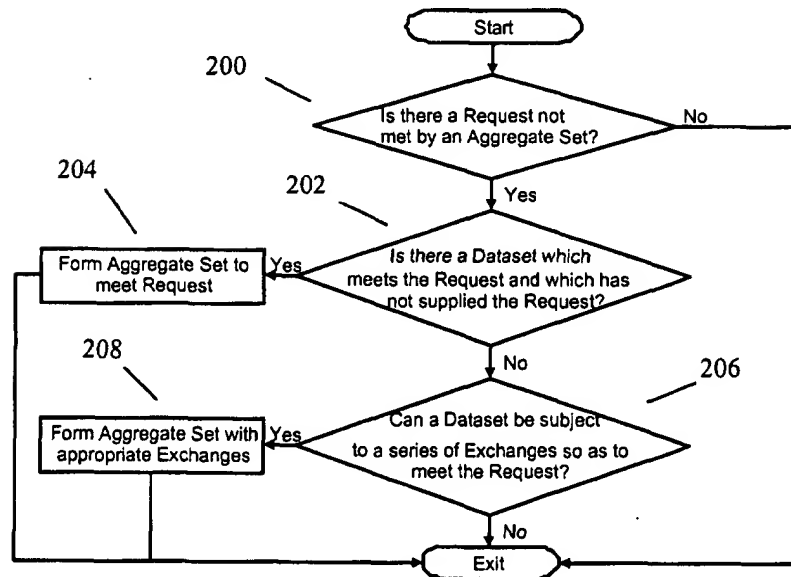 Start
200
Is there a Request not
met by an Aggregate Set?
No
Yes
204
202
Form Aggregate Set to
meet Request
Yes
Is there a Dataset which
meets the Request and which has
not supplied the Request?
No
208
206
Form Aggregate Set with
appropriate Exchanges
Yes
Can a Dataset be subject
to a series of Exchanges so as to
meet the Request?
No
Exit